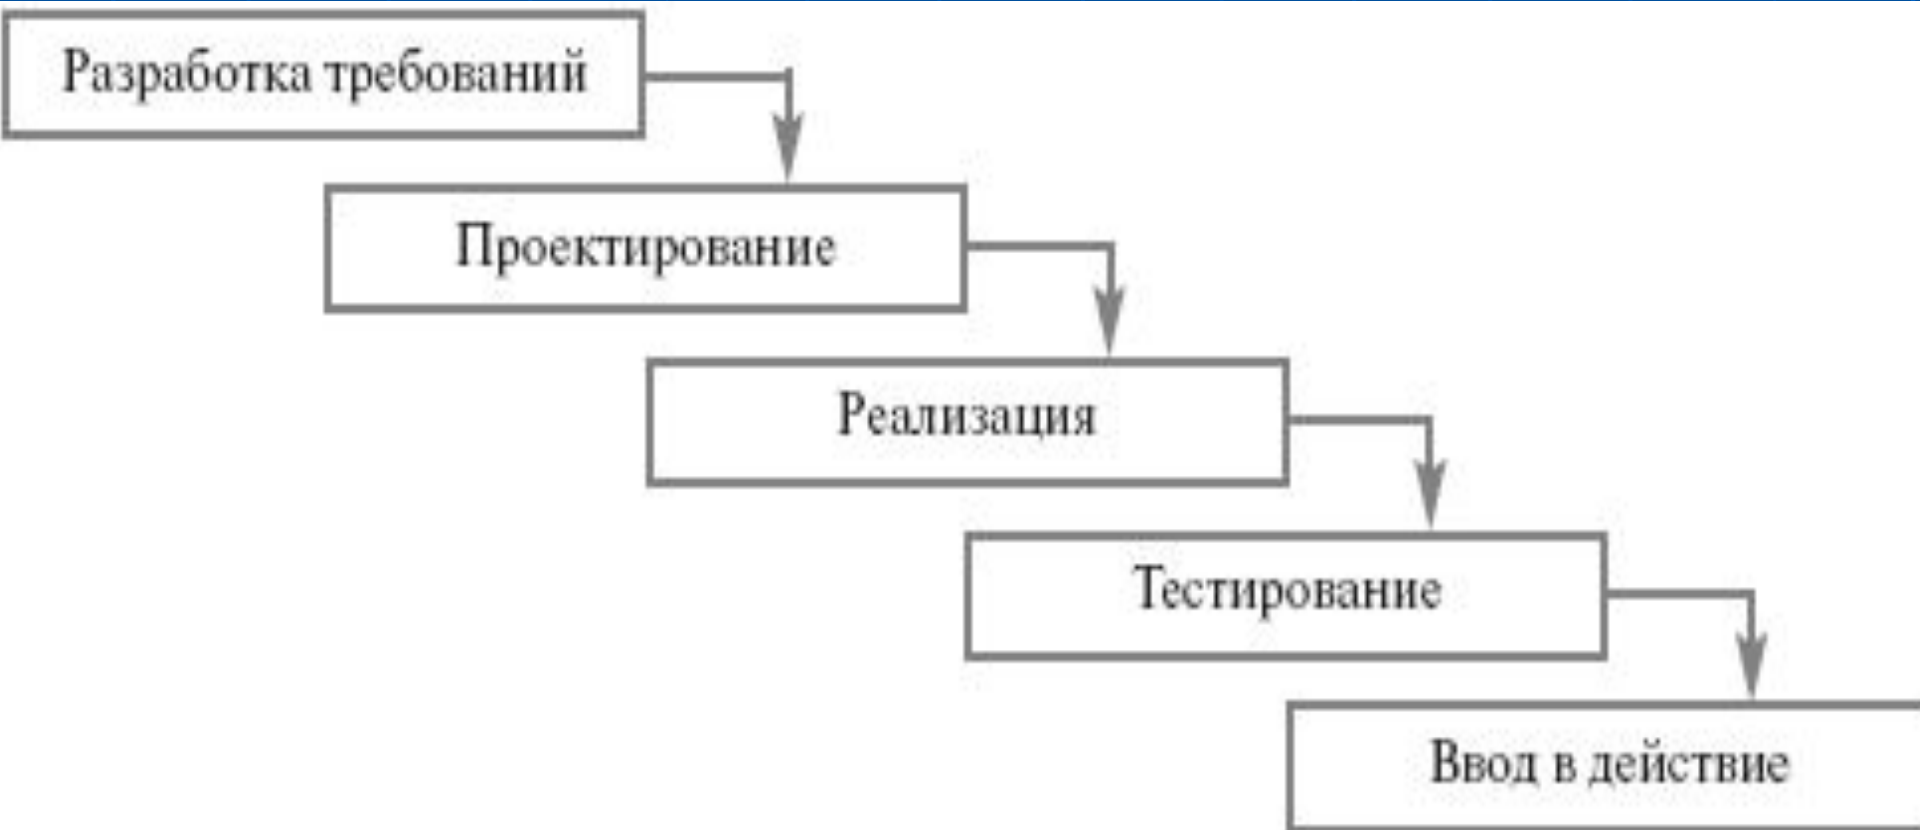 Разработка требований
Проектирование
Реализация
Тестирование
Ввод в действие